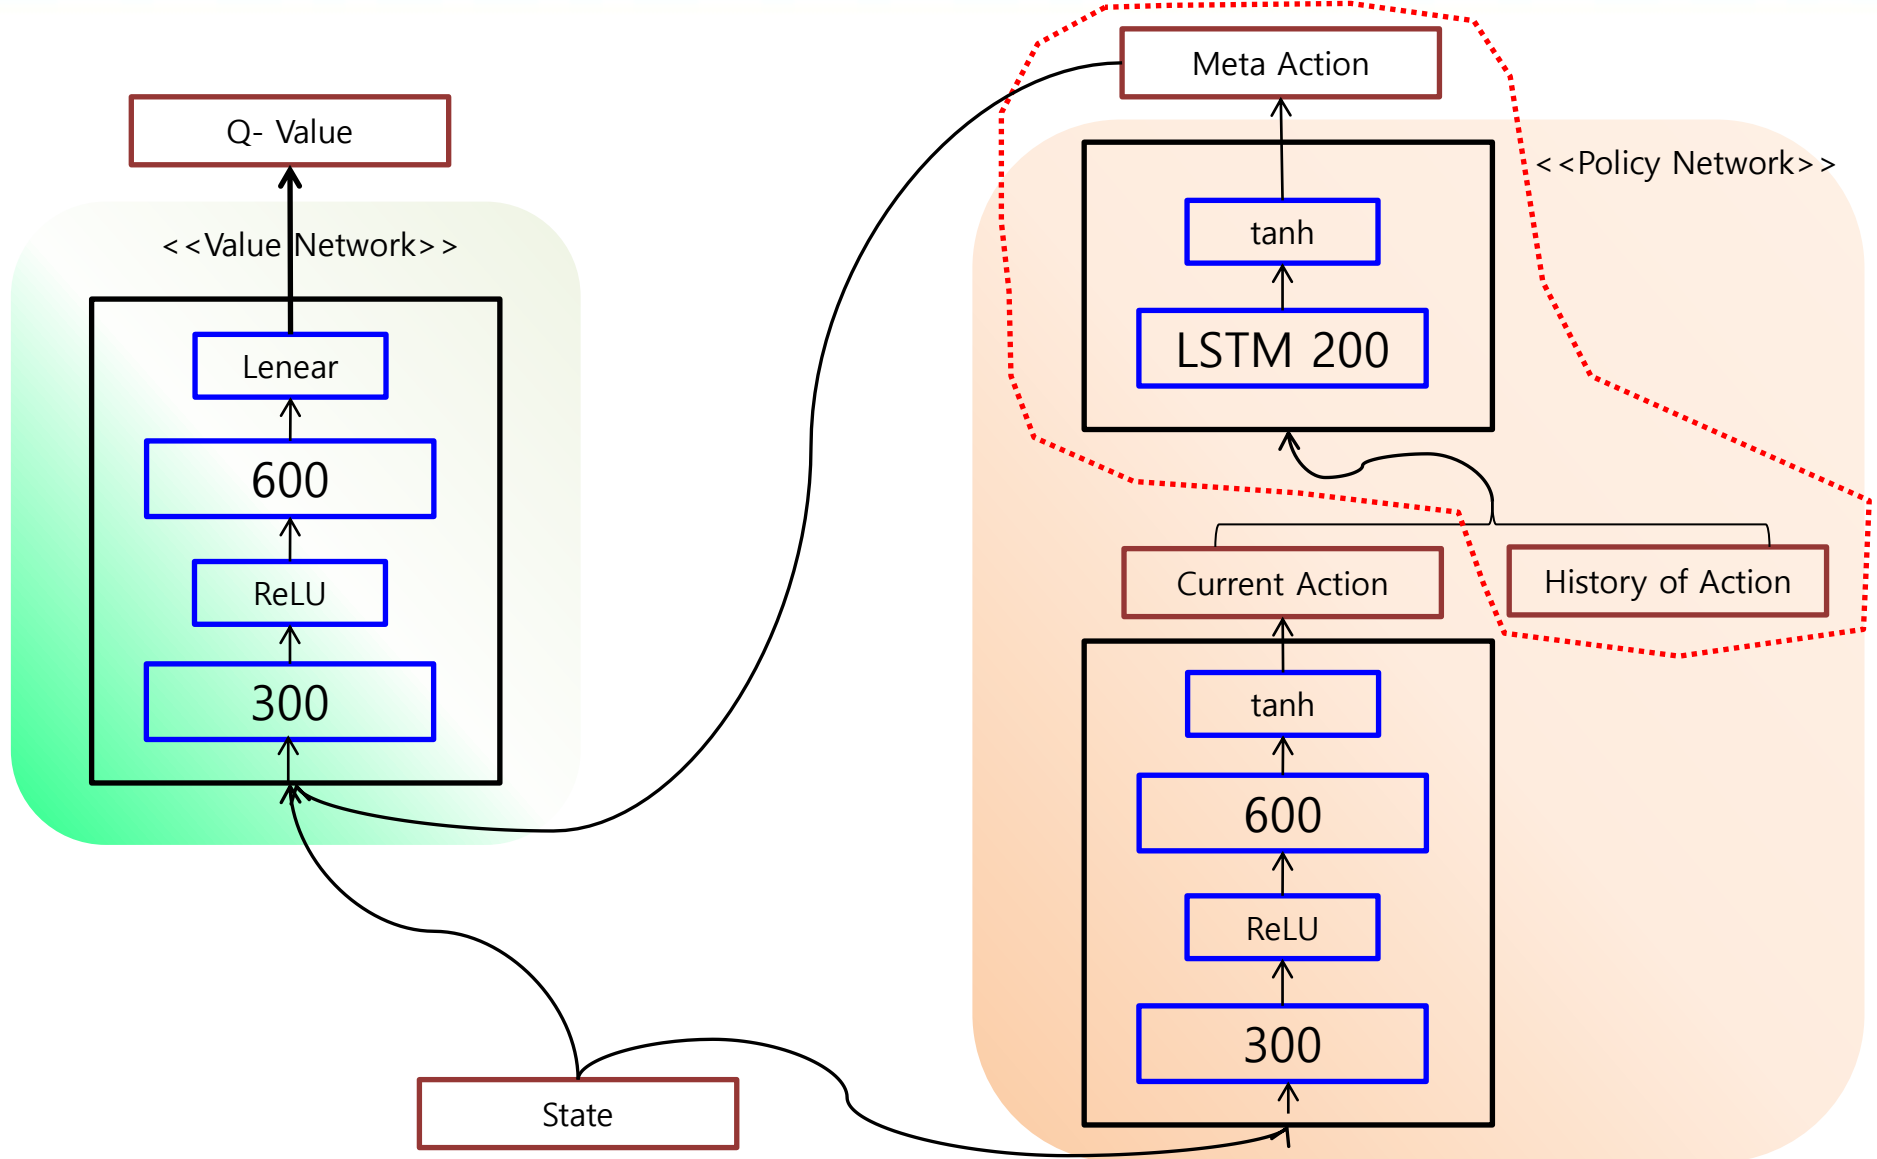 Meta Action
Q- Value
<<Policy Network>>
tanh
<<Value Network>>
LSTM 200
Lenear
600
ReLU
Current Action
History of Action
300
tanh
600
ReLU
300
State